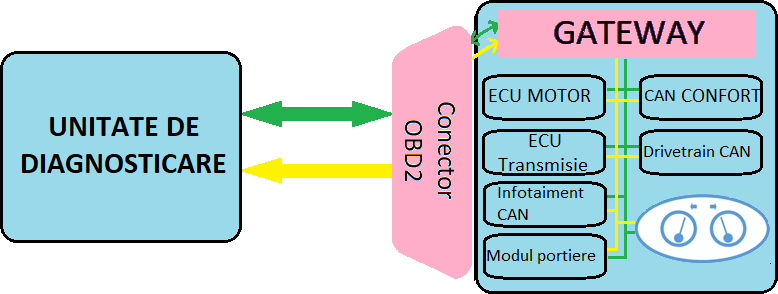 UNITATE DE
DIAGNOSTICARE
Conector
OBD2
GATEWAY
ECU MOTOR
CAN CONFORT
ECU
Transmisie
Drivetrain CAN
Infotaiment
CAN
Modul portiere